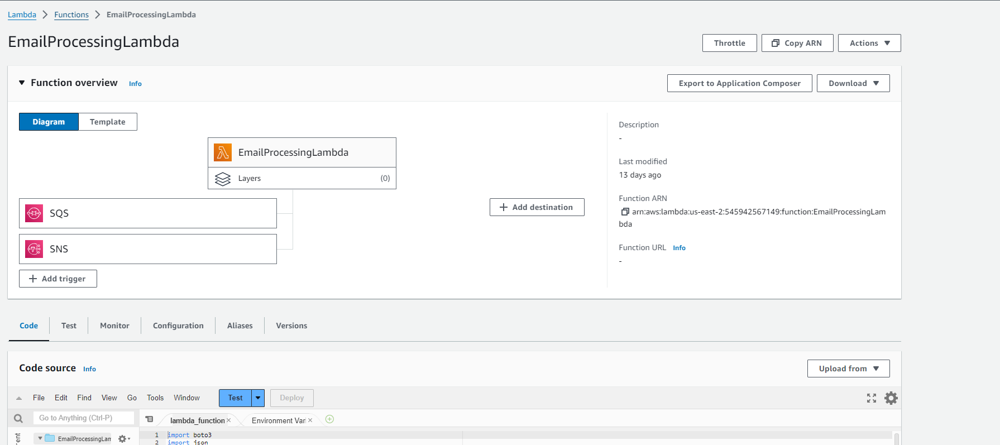 Lambda > Functions > EmailProcessingLambda
EmailProcessingLambda
Throttle
Copy ARN
Actions
Function overview Info
Export to Application Composer
Download
Diagram
Template
EmailProcessingLambda
Layers (0)
SQS
SNS
+ Add trigger
+ Add destination
Description
-
Last modified
13 days ago
Function ARN
arn:aws:lambda:us-east-2:545942567149:function:EmailProcessingLam
bda
Function URL Info
-
Code Test Monitor Configuration Aliases Versions
Code source Info
Upload from
File Edit Find View Go Tools Window
Test
Deploy
Go to Anything (Ctrl-P)
lambda_function ×
Environment Var ×
EmailProcessingLam
1 import boto3
2 import json